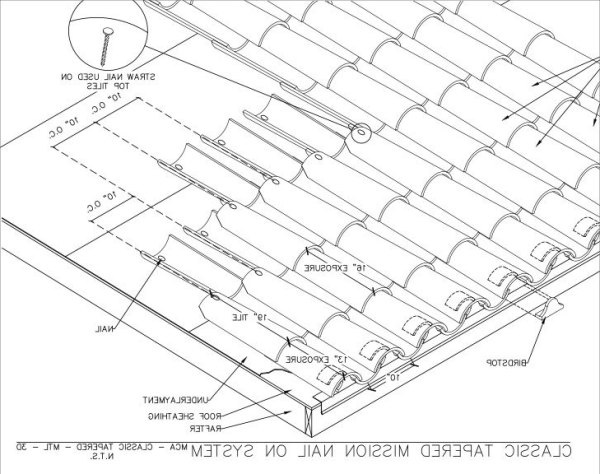 STRAW NAIL USED ON
TOP TILES
10" O.C.
10" O.C.
10" O.C.
16" EXPOSURE
19" TILE
NAIL
13" EXPOSURE
10"
BIRDSTOP
UNDERLAYMENT
ROOF SHEATHING
RAFTER
CLASSIC TAPERED MISSION NAIL ON SYSTEM
MCA - CLASSIC TAPERED - MTL - 3D
N.T.S.